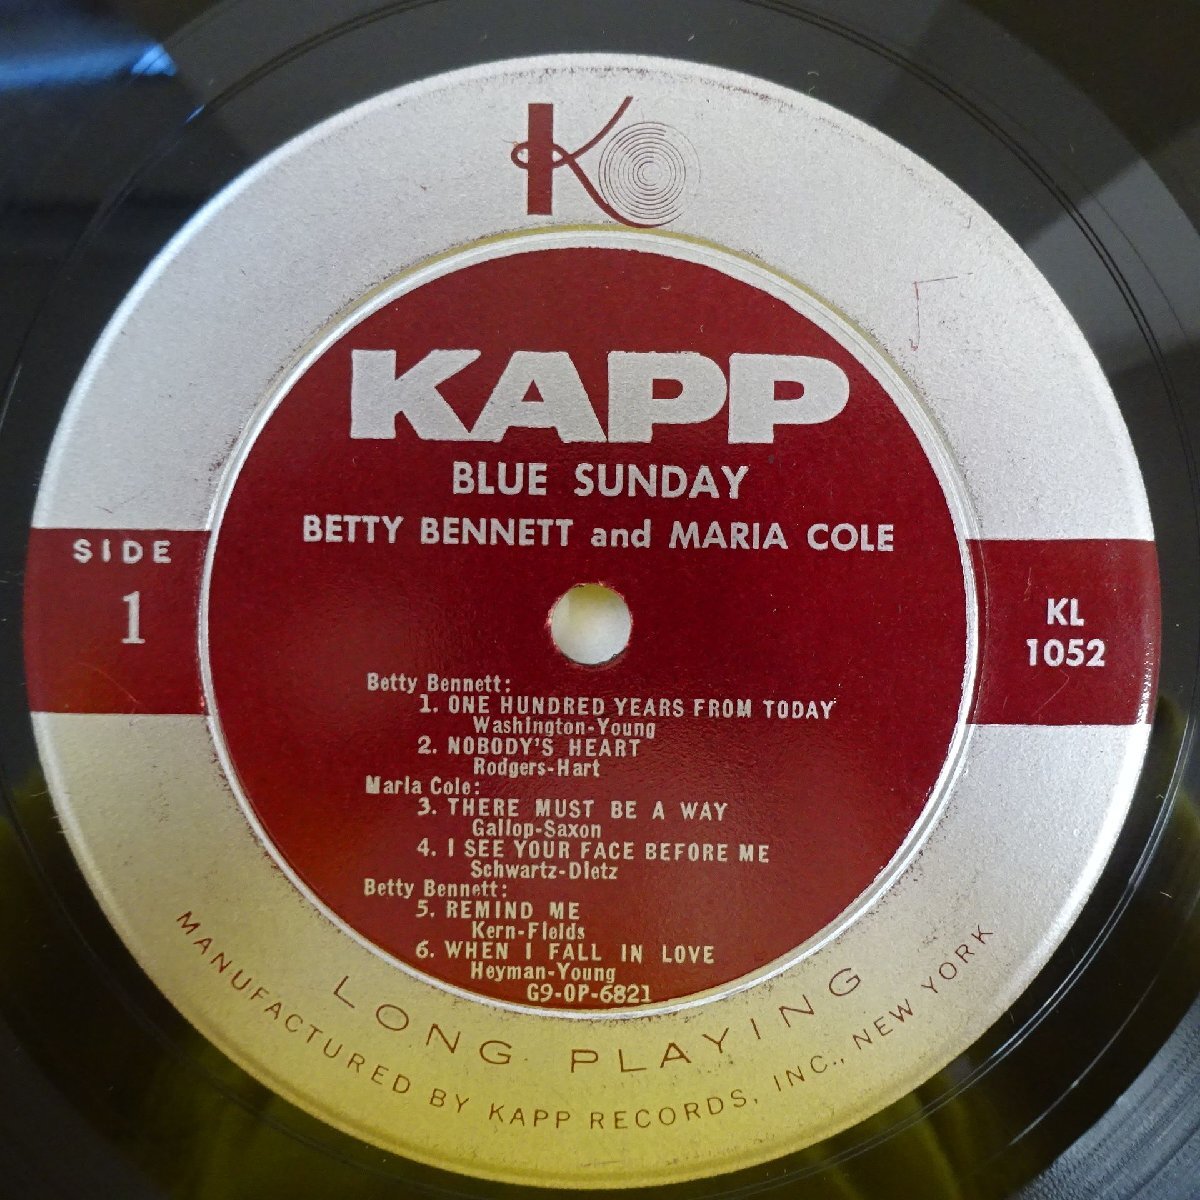 K
KAPP
BLUE SUNDAY
BETTY BENNETT and MARIA COLE
SIDE
1
KL
1052
Betty Bennett:
1. ONE HUNDRED YEARS FROM TODAY
Washington-Young
2. NOBODY'S HEART
Rodgers-Hart
Maria Cole:
3. THERE MUST BE A WAY
Gallop-Saxon
4. I SEE YOUR FACE BEFORE ME
Schwartz-Dietz
Betty Bennett:
5. REMIND ME
Kern-Fields
6. WHEN I FALL IN LOVE
Heyman-Young
G9-OP-6821
LONG PLAYING
MANUFACTURED BY KAPP RECORDS, INC., NEW YORK